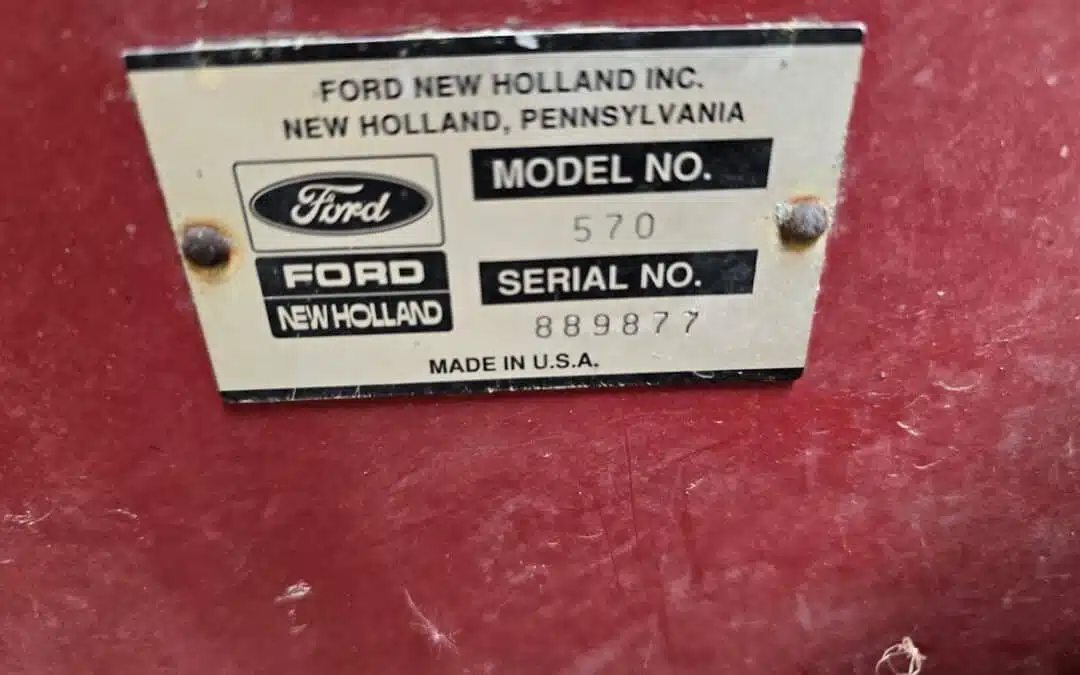 FORD NEW HOLLAND INC.
NEW HOLLAND, PENNSYLVANIA
Ford
FORD
NEW HOLLAND
MODEL NO.
570
SERIAL NO.
889877
MADE IN U.S.A.